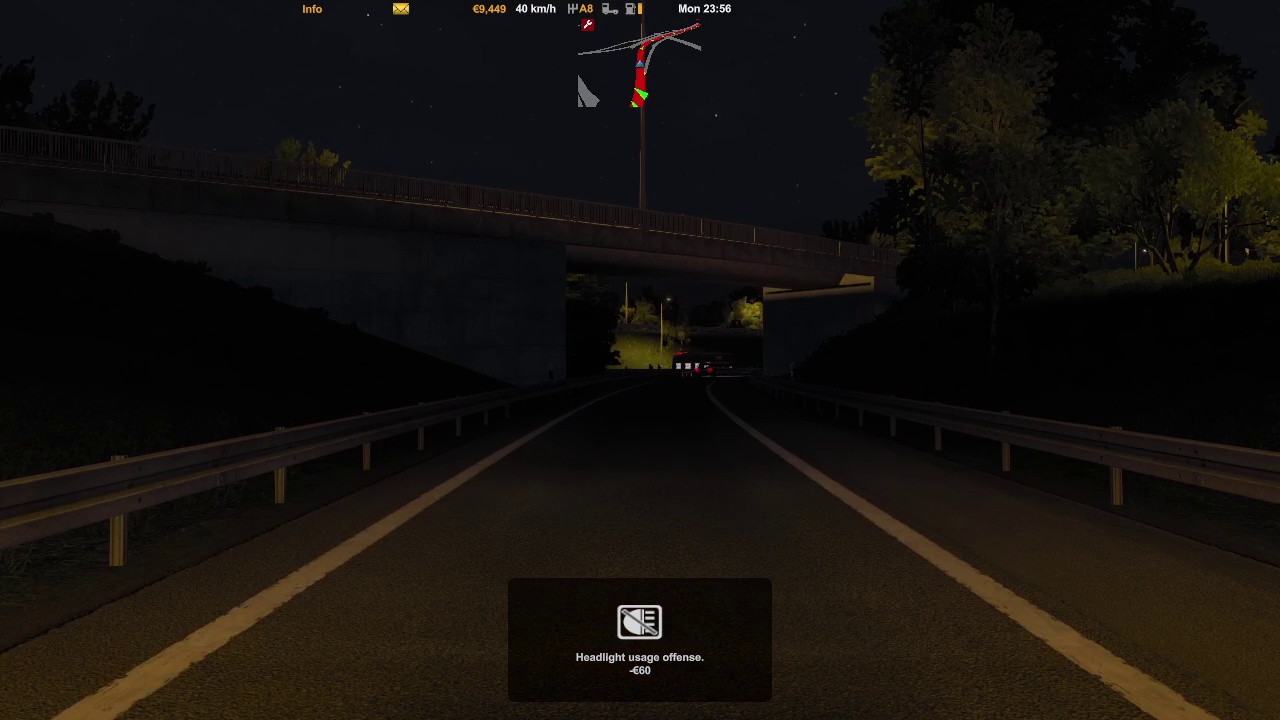 Info
€9,449
40 km/h
A8
Mon 23:56
Headlight usage offense.
-€60